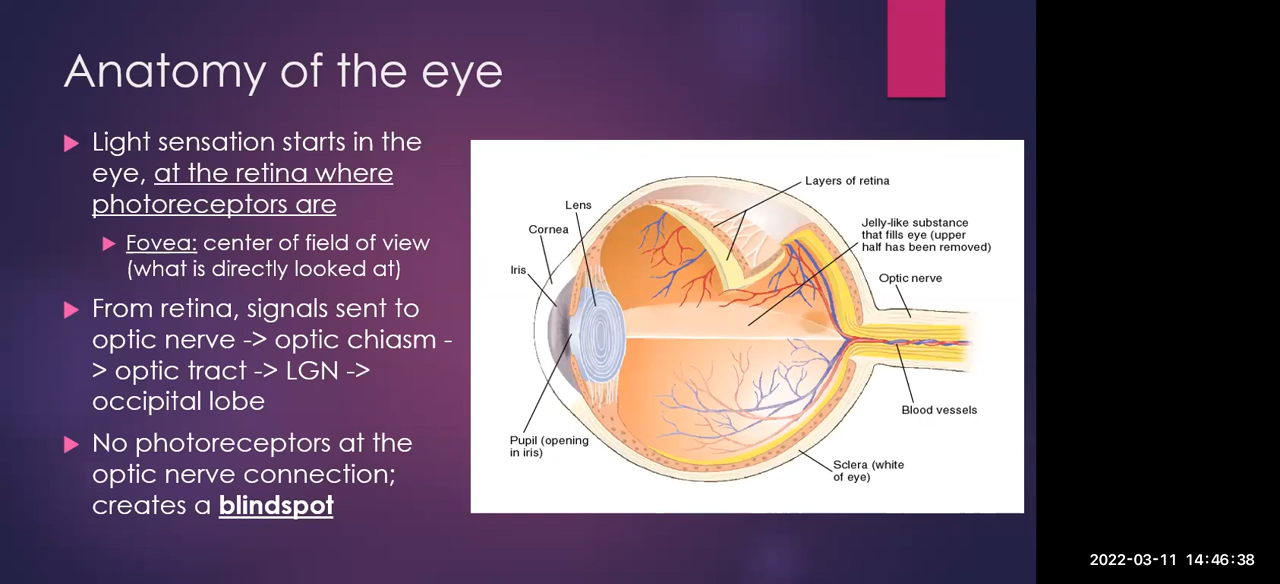 Anatomy of the eye
Light sensation starts in the
eye, at the retina where
photoreceptors are
Fovea: center of field of view
(what is directly looked at)
From retina, signals sent to
optic nerve -> optic chiasm -
> optic tract -> LGN ->
occipital lobe
No photoreceptors at the
optic nerve connection;
creates a blindspot
Layers of retina
Lens
Cornea
Iris
Jelly-like substance
that fills eye (upper
half has been removed)
Optic nerve
Blood vessels
Pupil (opening
in iris)
Sclera (white
of eye)
2022-03-11 14:46:38